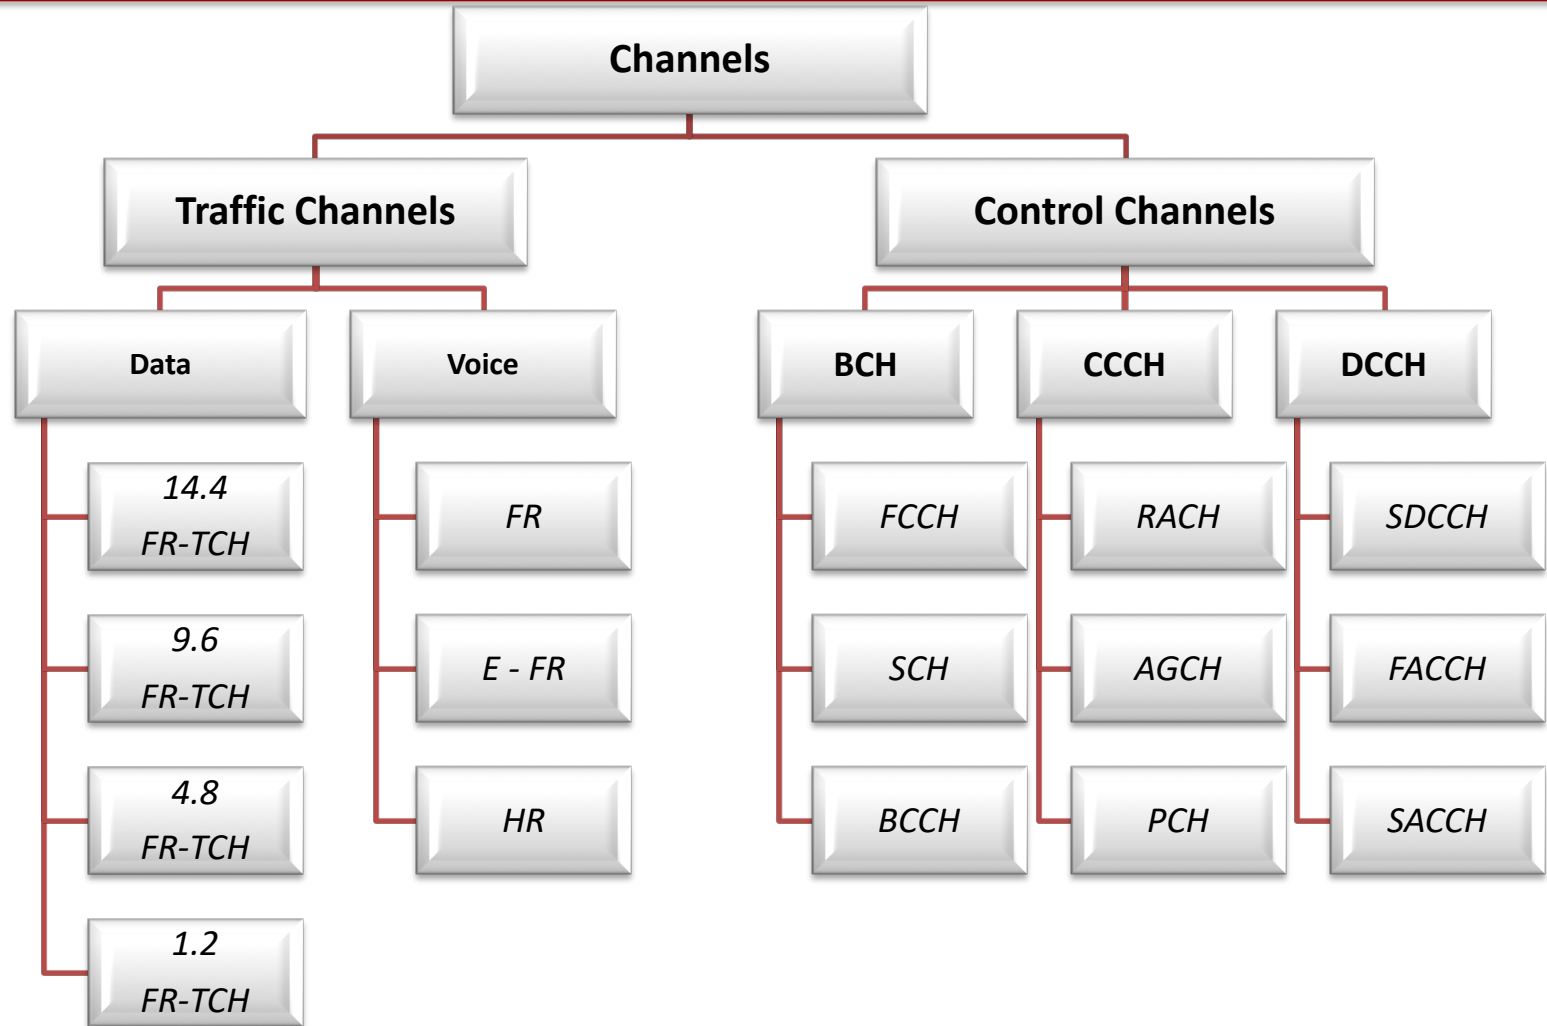 Channels
Traffic Channels
Control Channels
Data
Voice
BCH
CCCH
DCCH
14.4
FR-TCH
FR
FCCH
RACH
SDCCH
9.6
FR-TCH
E - FR
SCH
AGCH
FACCH
4.8
FR-TCH
HR
BCCH
PCH
SACCH
1.2
FR-TCH